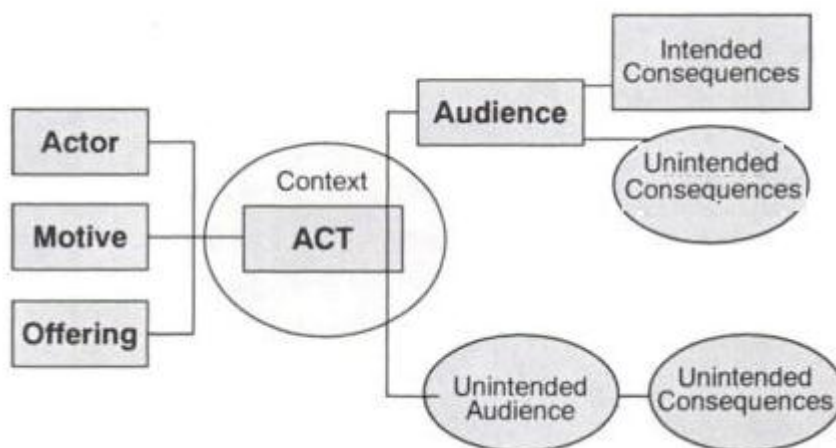 Actor
Motive
Offering
Context
ACT
Audience
Intended
Consequences
Unintended
Consequences
Unintended
Audience
Unintended
Consequences